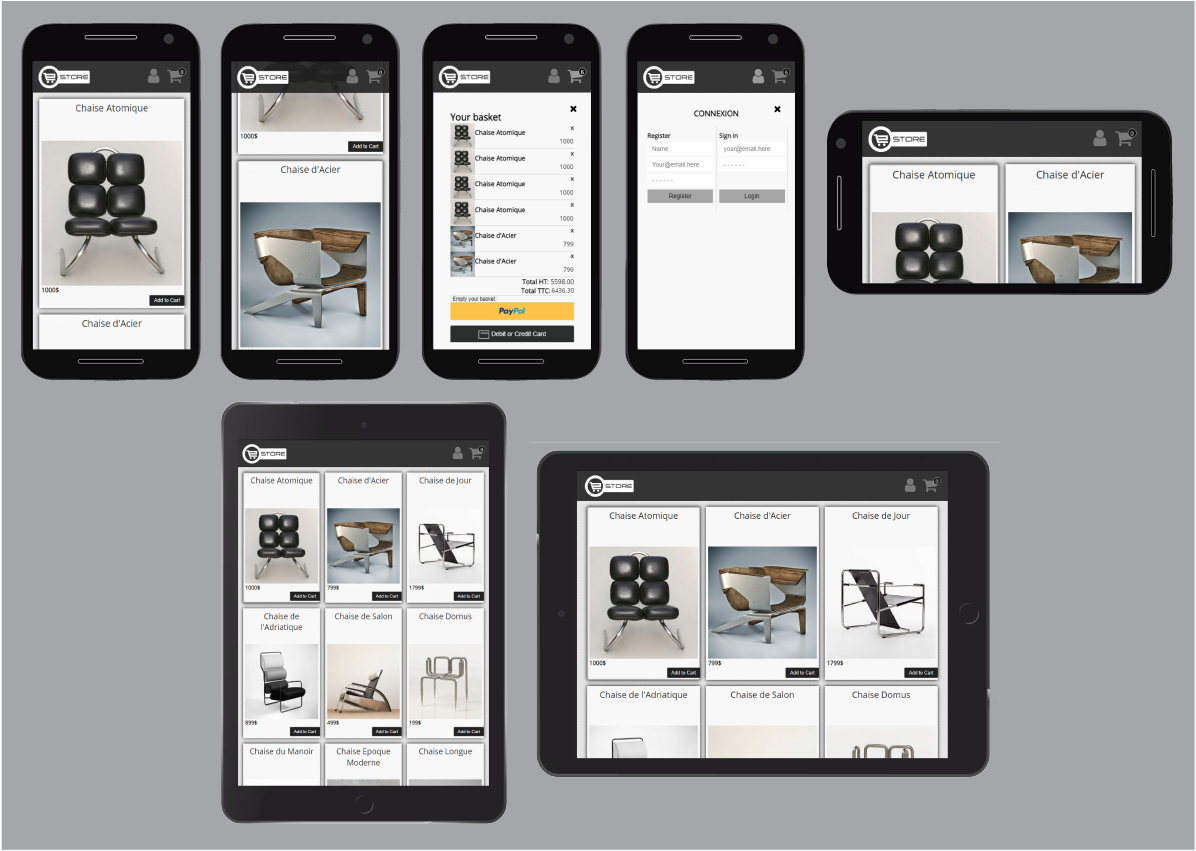 STORE
0
Chaise Atomique
1000$
Add to Cart
Chaise d'Acier
STORE
0
1000$
Add to Cart
Chaise d'Acier
STORE
6
Your basket
Chaise Atomique
x
1000
Chaise Atomique
x
1000
Chaise Atomique
x
1000
Chaise Atomique
x
1000
Chaise d'Acier
x
799
Chaise d'Acier
x
799
Total HT: 5598.00
Total TTC: 6436.30
Empty your basket
PayPal
Debit or Credit Card
STORE
6
CONNEXION
Register
Sign in
Name
your@email.here
Your@email.here
Register
Login
STORE
0
Chaise Atomique
Chaise d'Acier
STORE
0
Chaise Atomique
Chaise d'Acier
Chaise de Jour
1000$
799$
1799$
Add to Cart
Add to Cart
Add to Cart
Chaise de
l'Adriatique
Chaise de Salon
Chaise Domus
899$
499$
199$
Add to Cart
Add to Cart
Add to Cart
Chaise du Manoir
Chaise Epoque
Moderne
Chaise Longue
STORE
0
Chaise Atomique
Chaise d'Acier
Chaise de Jour
1000$
799$
1799$
Add to Cart
Add to Cart
Add to Cart
Chaise de l'Adriatique
Chaise de Salon
Chaise Domus